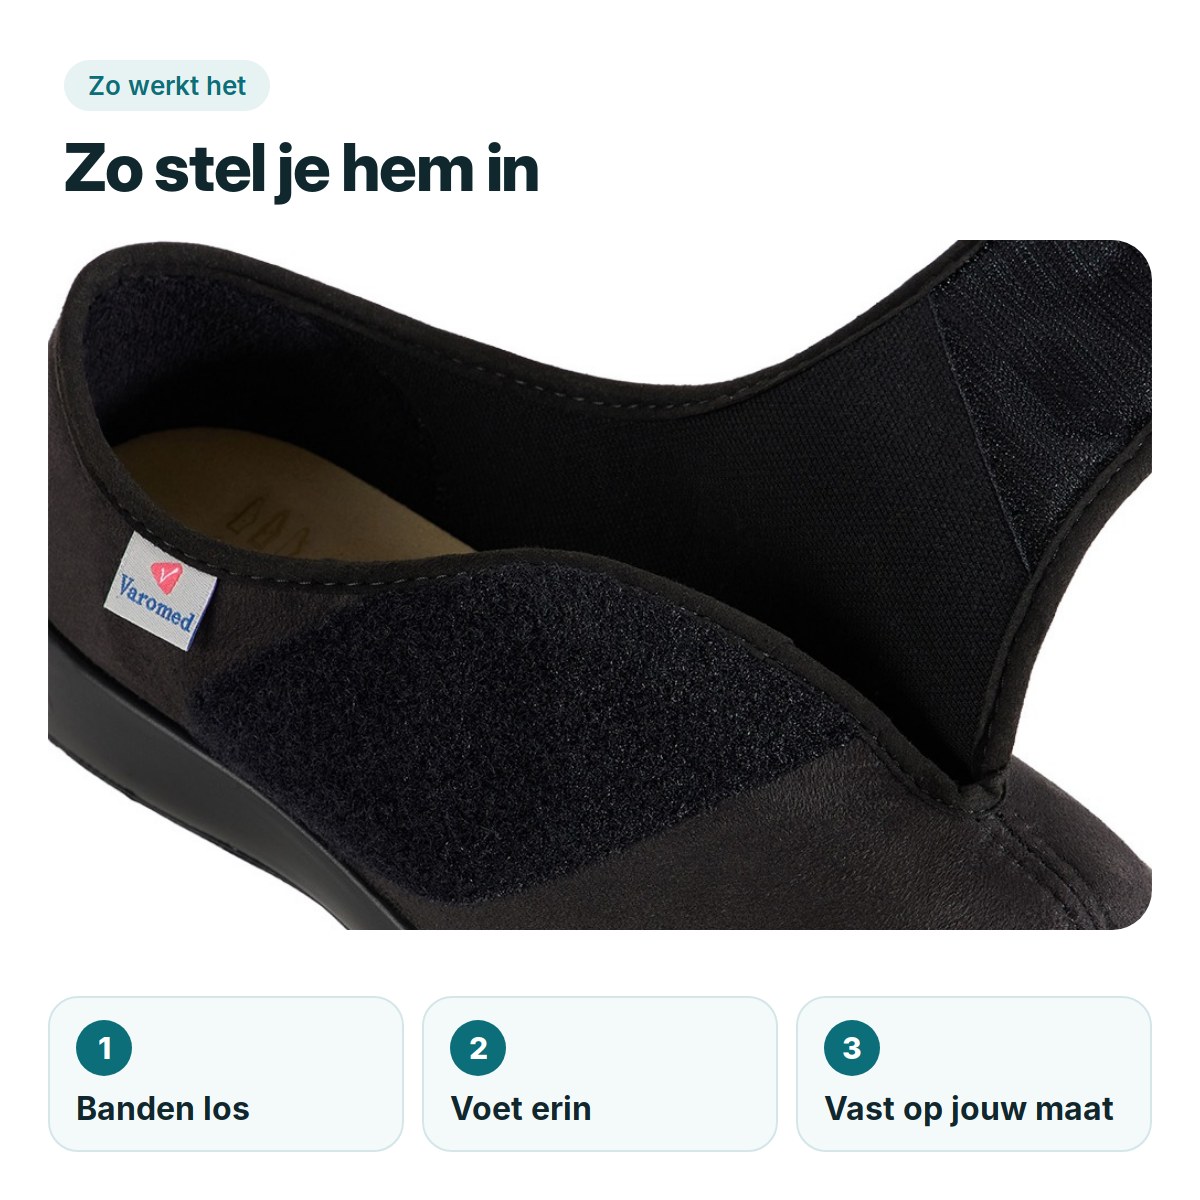 Zo werkt het
Zo stel je hem in
Varomed
1
Banden los
2
Voet erin
3
Vast op jouw maat